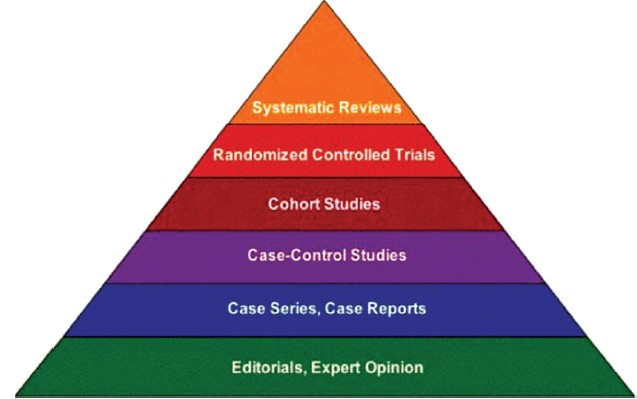 Systematic Reviews
Randomized Controlled Trials
Cohort Studies
Case-Control Studies
Case Series, Case Reports
Editorials, Expert Opinion